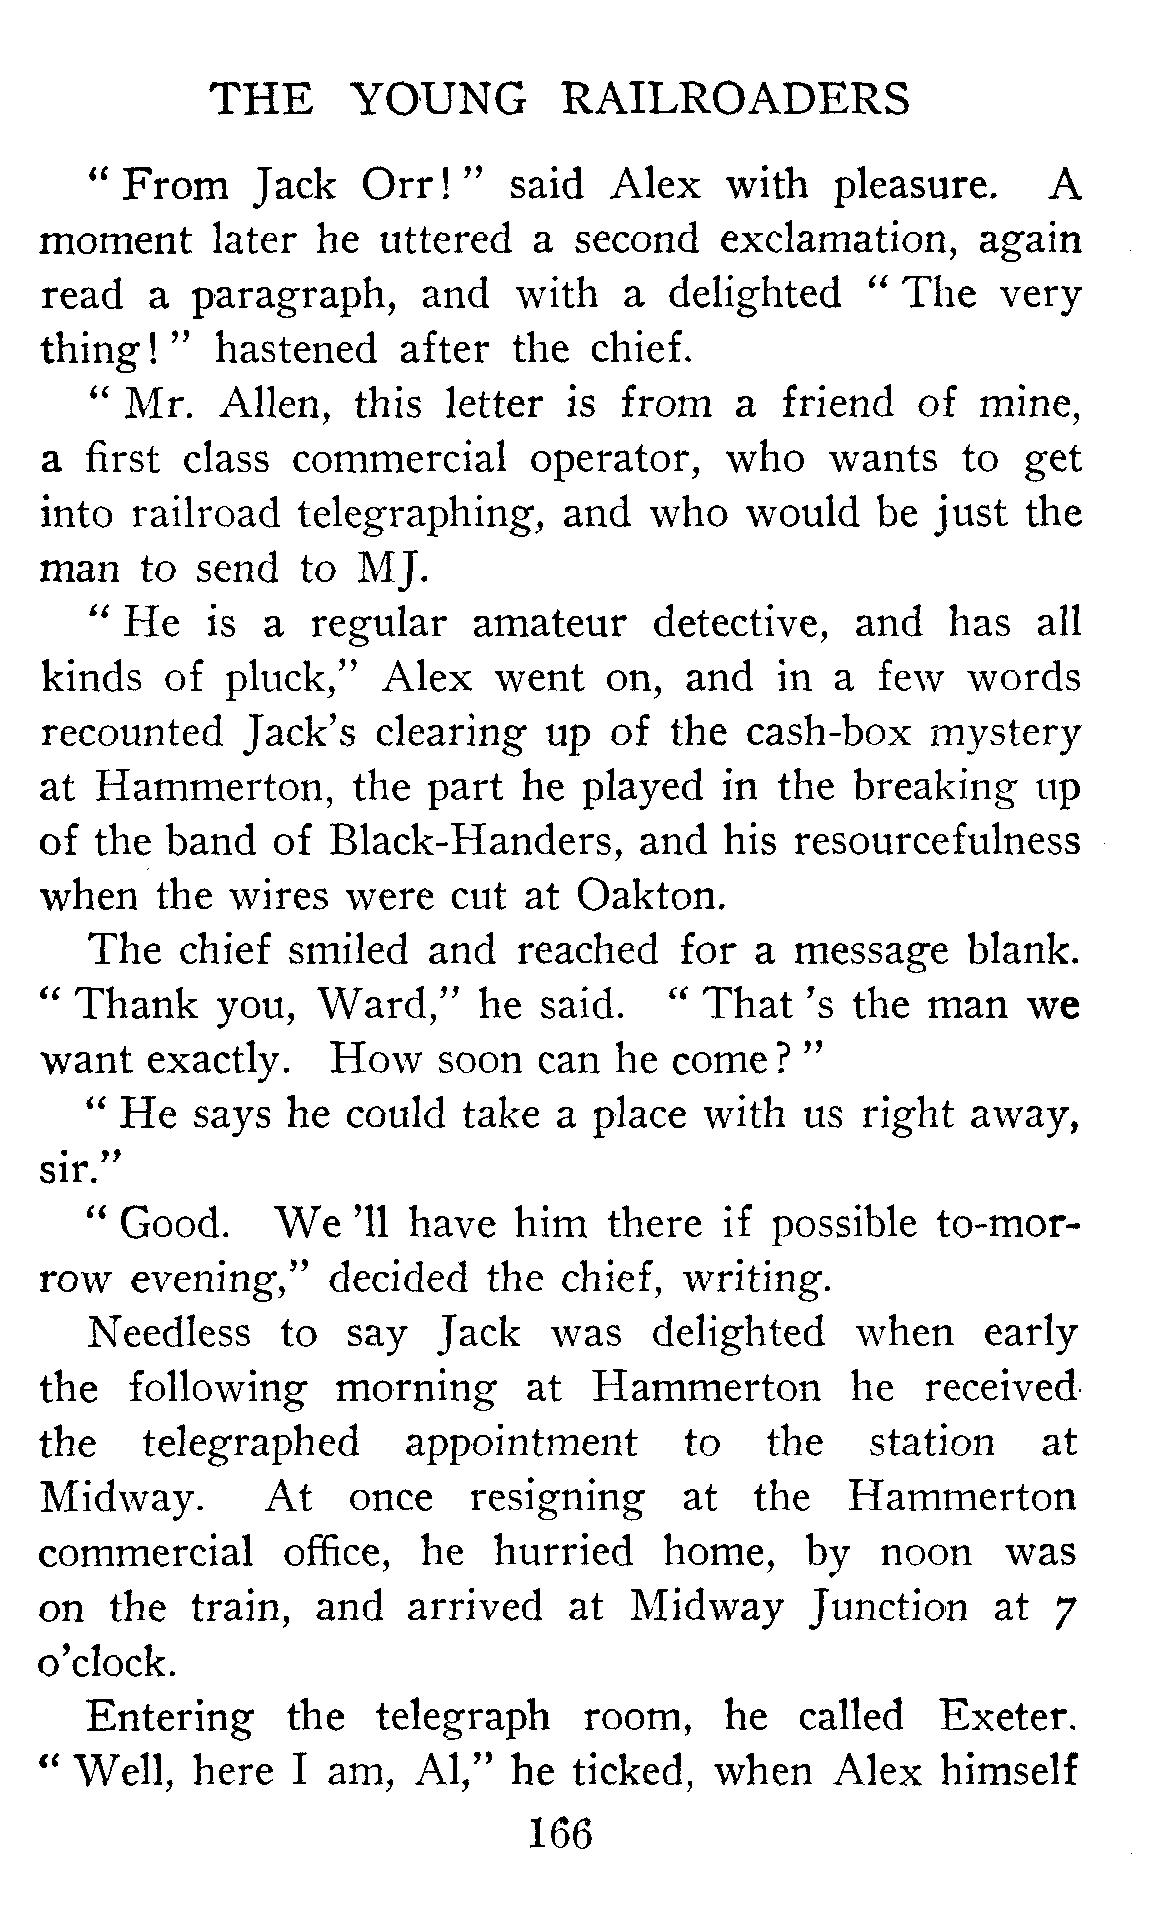 THE YOUNG RAILROADERS
“ From Jack Orr! ” said Alex with pleasure. A
moment later he uttered a second exclamation, again
read a paragraph, and with a delighted “ The very
thing! ” hastened after the chief.
“ Mr. Allen, this letter is from a friend of mine,
a first class commercial operator, who wants to get
into railroad telegraphing, and who would be just the
man to send to MJ.
“ He is a regular amateur detective, and has all
kinds of pluck,” Alex went on, and in a few words
recounted Jack’s clearing up of the cash-box mystery
at Hammerton, the part he played in the breaking up
of the band of Black-Handers, and his resourcefulness
when the wires were cut at Oakton.
The chief smiled and reached for a message blank.
“ Thank you, Ward,” he said. “ That ’s the man we
want exactly. How soon can he come? ”
“ He says he could take a place with us right away,
sir.”
“ Good. We ’ll have him there if possible to-mor-
row evening,” decided the chief, writing.
Needless to say Jack was delighted when early
the following morning at Hammerton he received
the telegraphed appointment to the station at
Midway. At once resigning at the Hammerton
commercial office, he hurried home, by noon was
on the train, and arrived at Midway Junction at 7
o’clock.
Entering the telegraph room, he called Exeter.
“ Well, here I am, Al,” he ticked, when Alex himself
166